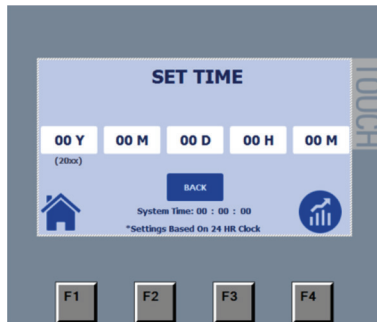 SET TIME
TOUCH
00 Y 00 M 00 D 00 H 00 M
(20xx)
BACK
System Time: 00 : 00 : 00
*Settings Based On 24 HR Clock
F1 F2 F3 F4